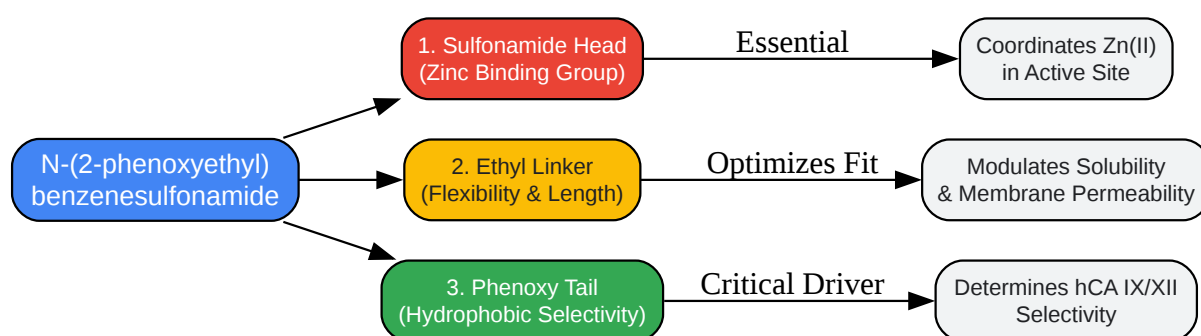 N-(2-phenoxyethyl)
benzenesulfonamide
1. Sulfonamide Head
(Zinc Binding Group)
Essential
Coordinates Zn(II)
in Active Site
2. Ethyl Linker
(Flexibility & Length)
Optimizes Fit
Modulates Solubility
& Membrane Permeability
3. Phenoxy Tail
(Hydrophobic Selectivity)
Critical Driver
Determines hCA IX/XII
Selectivity